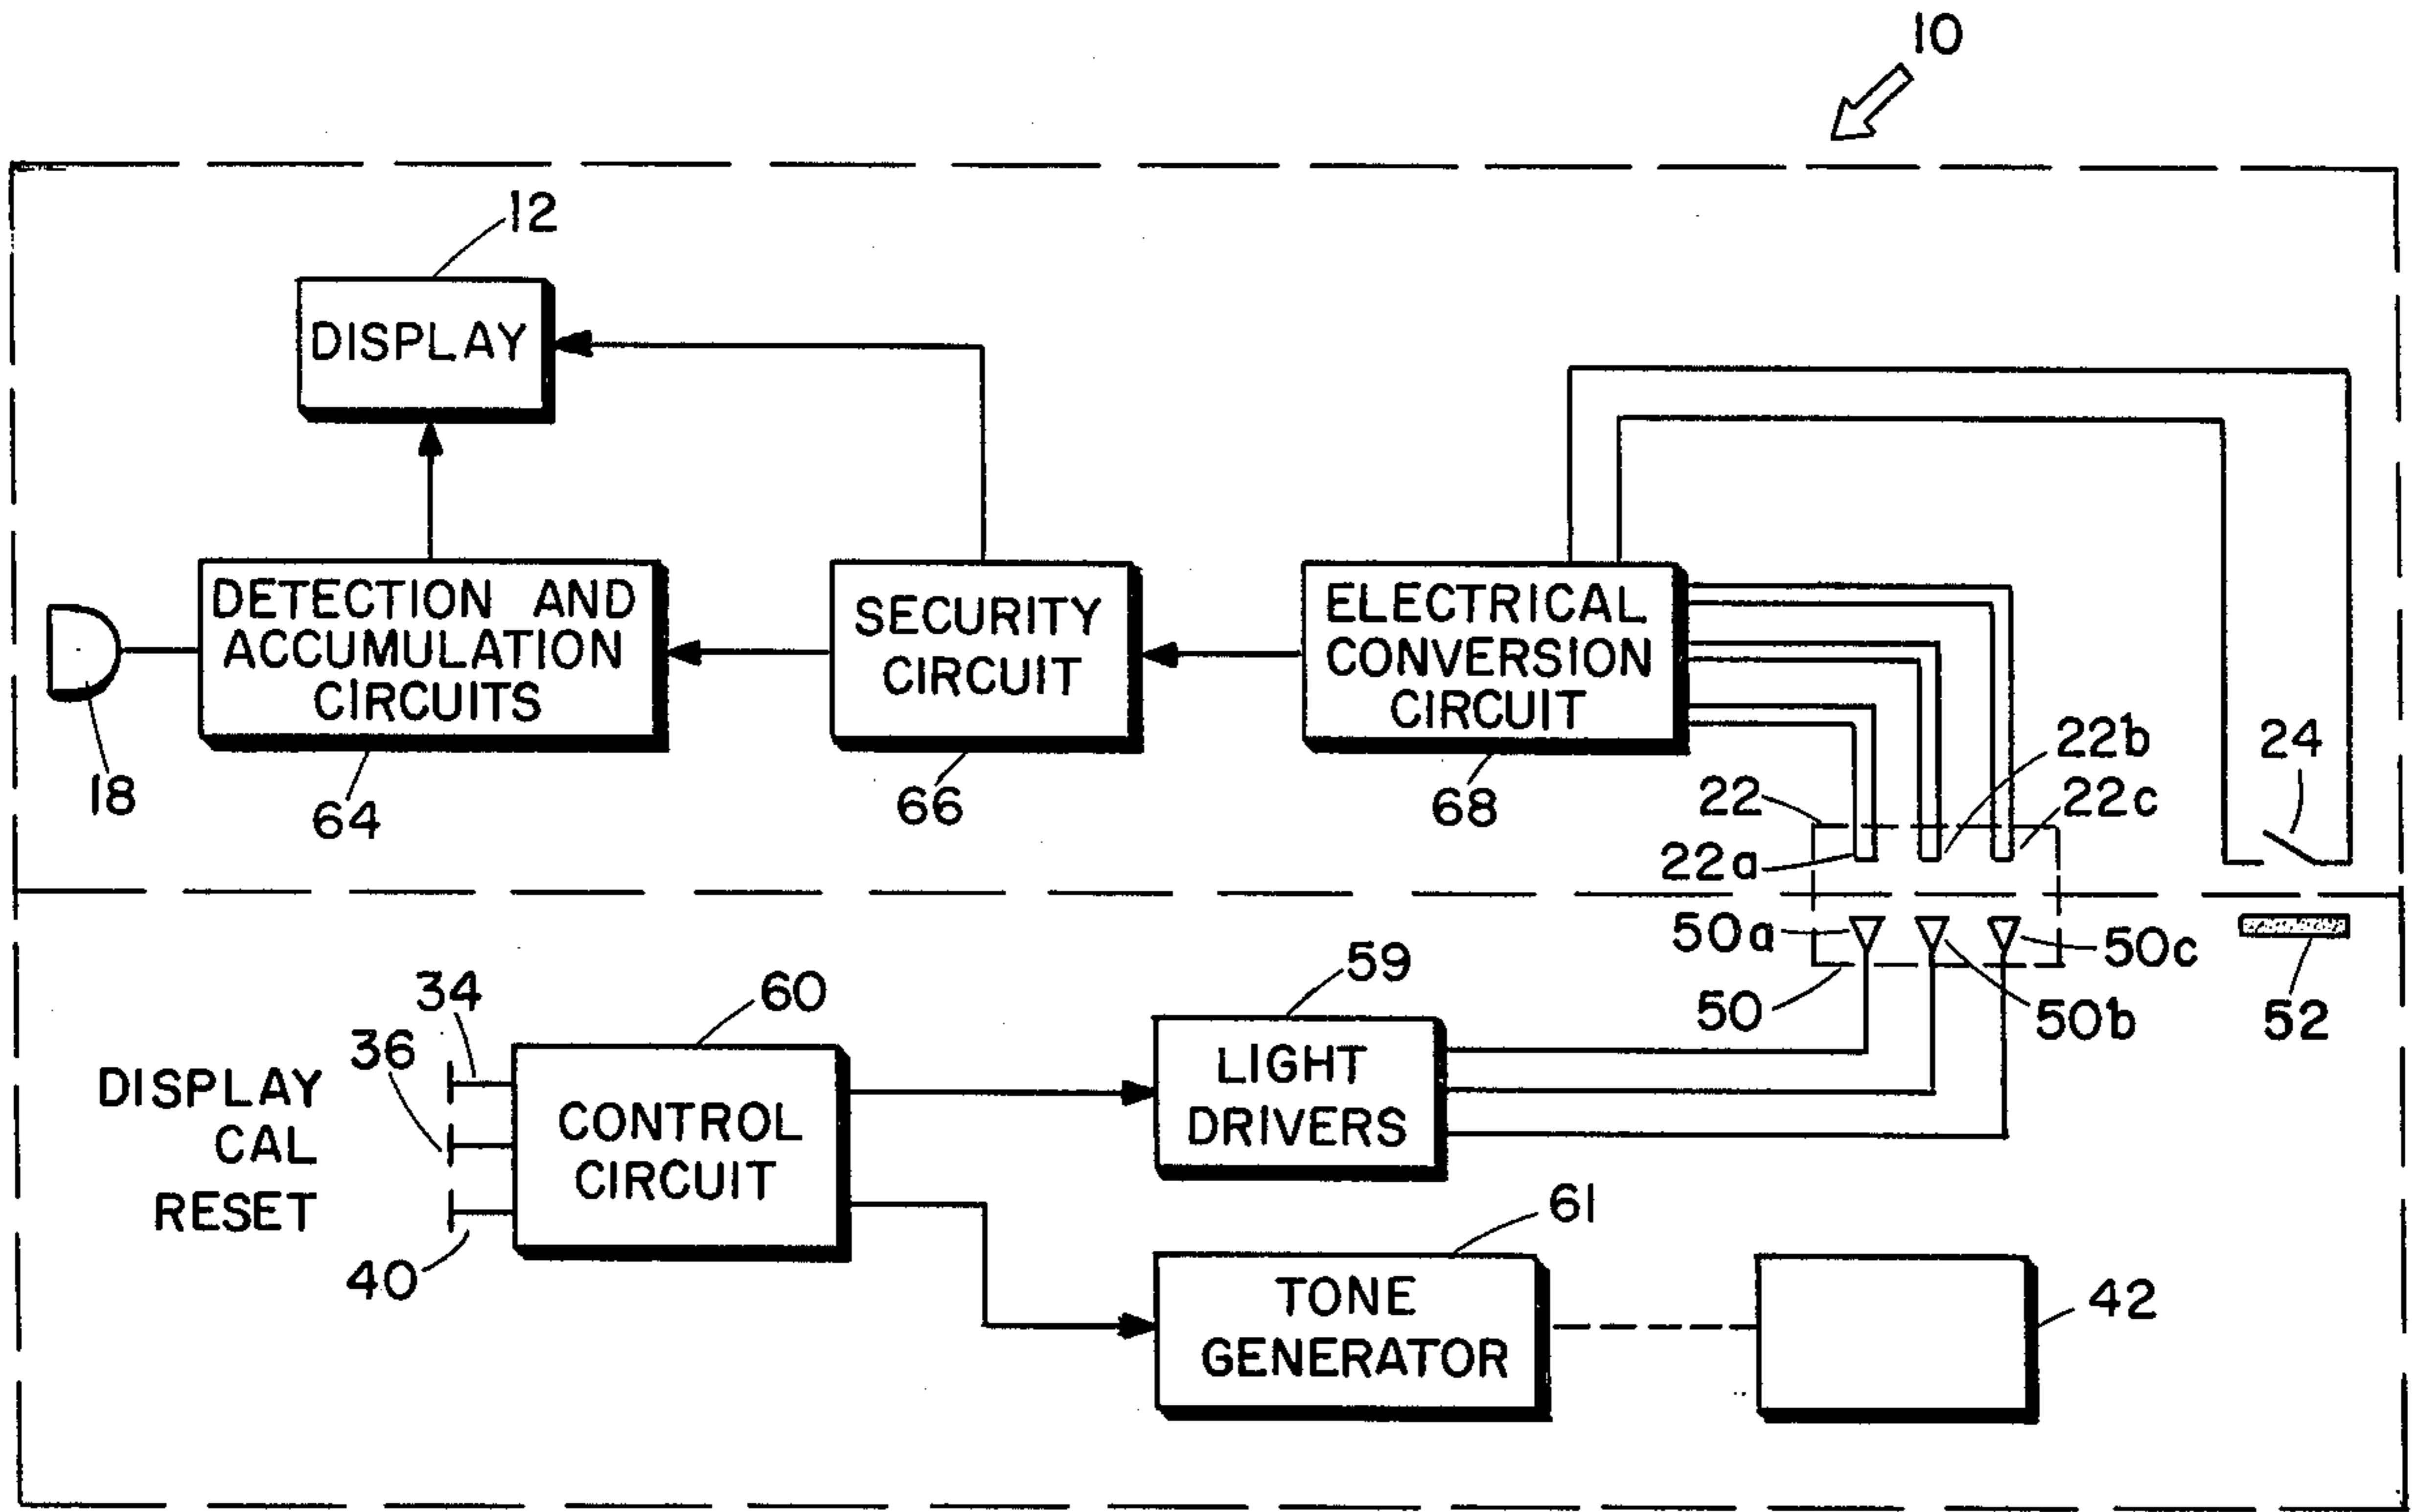 10
12
DISPLAY
DETECTION AND
ACCUMULATION
CIRCUITS
SECURITY
CIRCUIT
ELECTRICAL
CONVERSION
CIRCUIT
18
64
66
68
22
22a
22b
22c
24
50a
50
50b
50c
52
34
36
40
DISPLAY
CAL
RESET
60
CONTROL
CIRCUIT
59
LIGHT
DRIVERS
61
TONE
GENERATOR
42